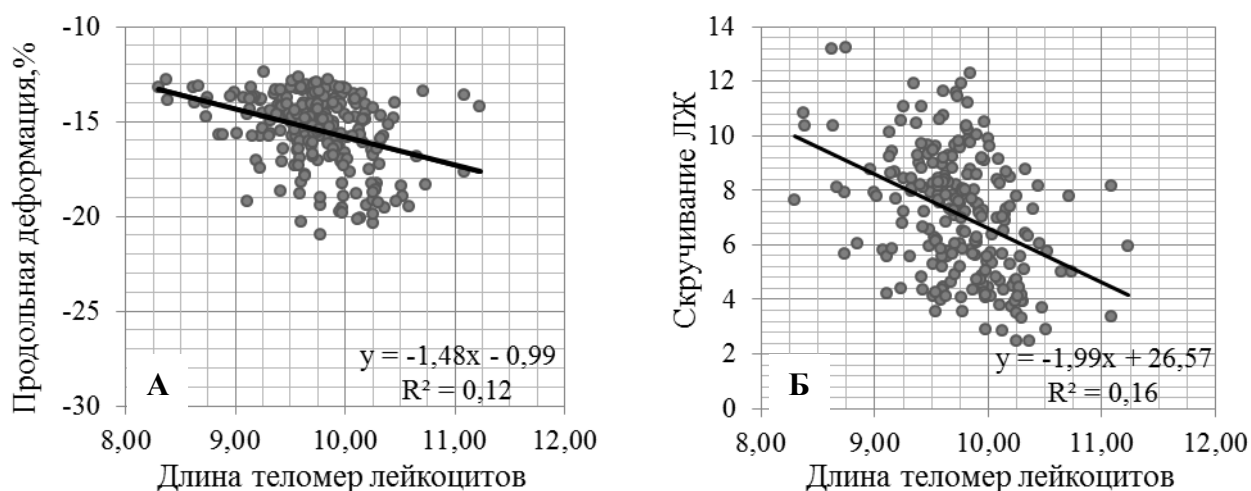 Продольная деформация,%
-10
-15
-20
-25
-30
А
y = -1,48x - 0,99
R² = 0,12
8,00 9,00 10,00 11,00 12,00
Длина теломер лейкоцитов
Скручивание ЛЖ
14
12
10
8
6
4
2
0
Б
y = -1,99x + 26,57
R² = 0,16
8,00 9,00 10,00 11,00 12,00
Длина теломер лейкоцитов